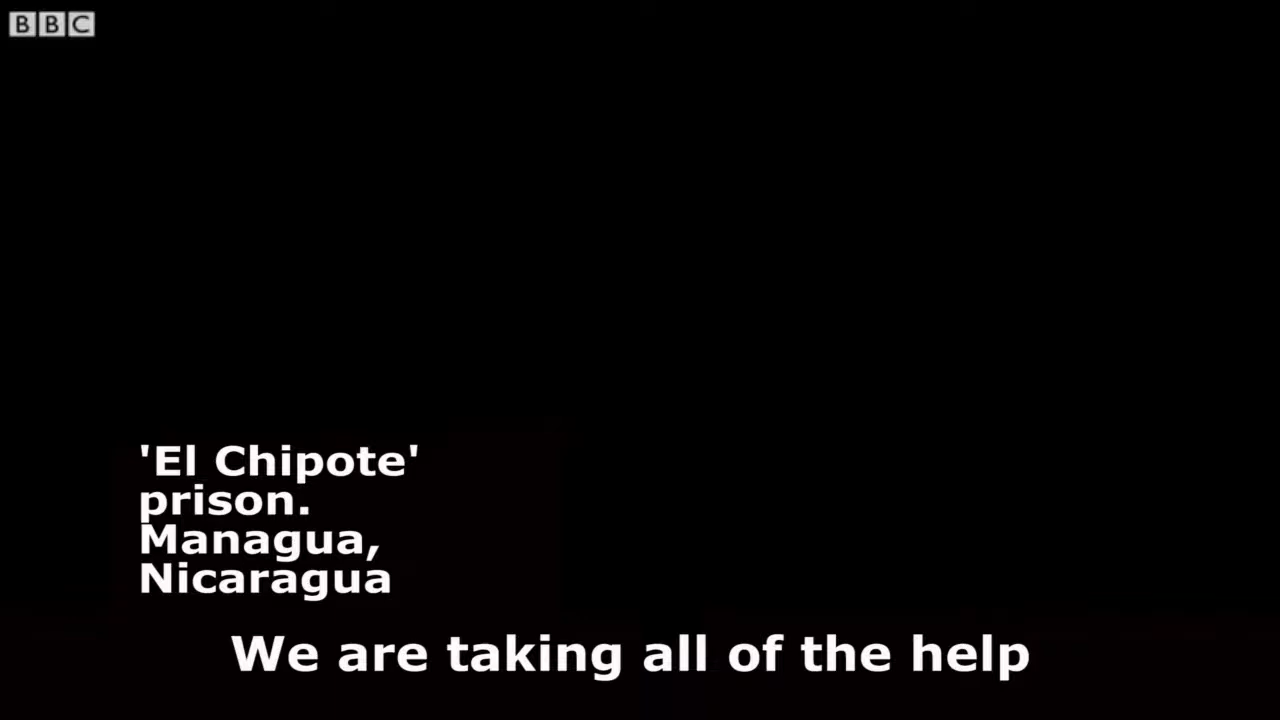 BBC
'El Chipote'
prison.
Managua,
Nicaragua
We are taking all of the help